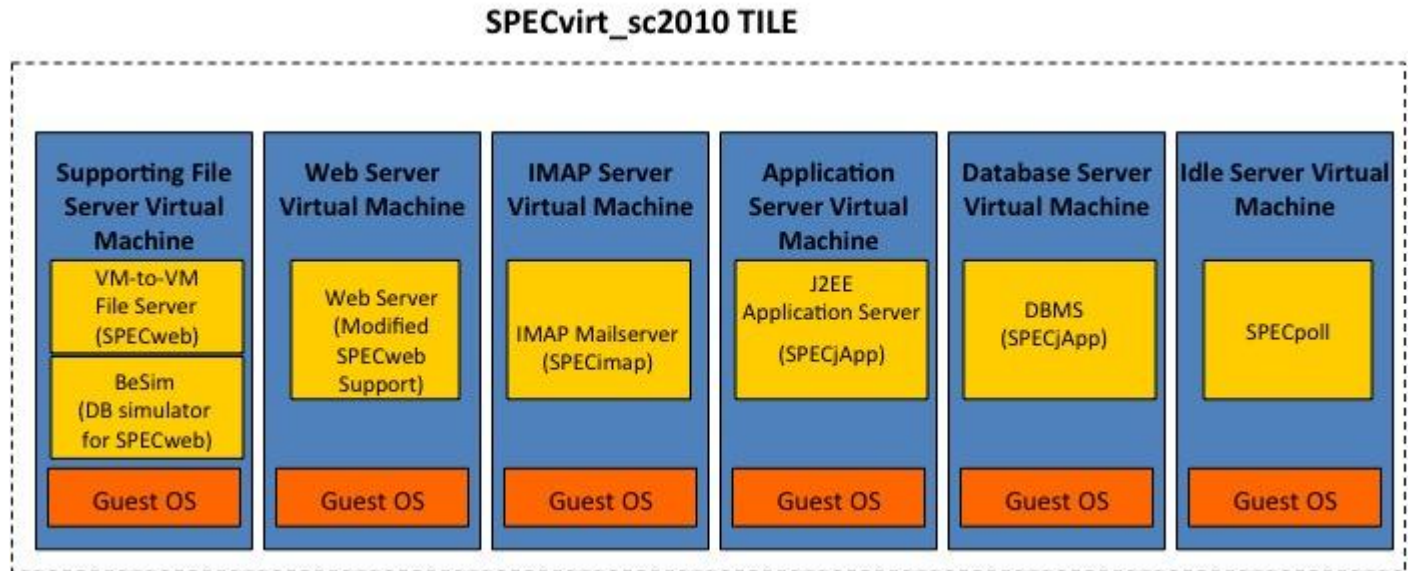 SPECvirt_sc2010 TILE
Supporting File
Server Virtual
Machine
VM-to-VM
File Server
(SPECweb)
BeSim
(DB simulator
for SPECweb)
Guest OS
Web Server
Virtual Machine
Web Server
(Modified
SPECweb
Support)
Guest OS
IMAP Server
Virtual Machine
IMAP Mailserver
(SPECimap)
Guest OS
Application
Server Virtual
Machine
J2EE
Application Server
(SPECjApp)
Guest OS
Database Server
Virtual Machine
DBMS
(SPECjApp)
Guest OS
Idle Server Virtual
Machine
SPECpoll
Guest OS